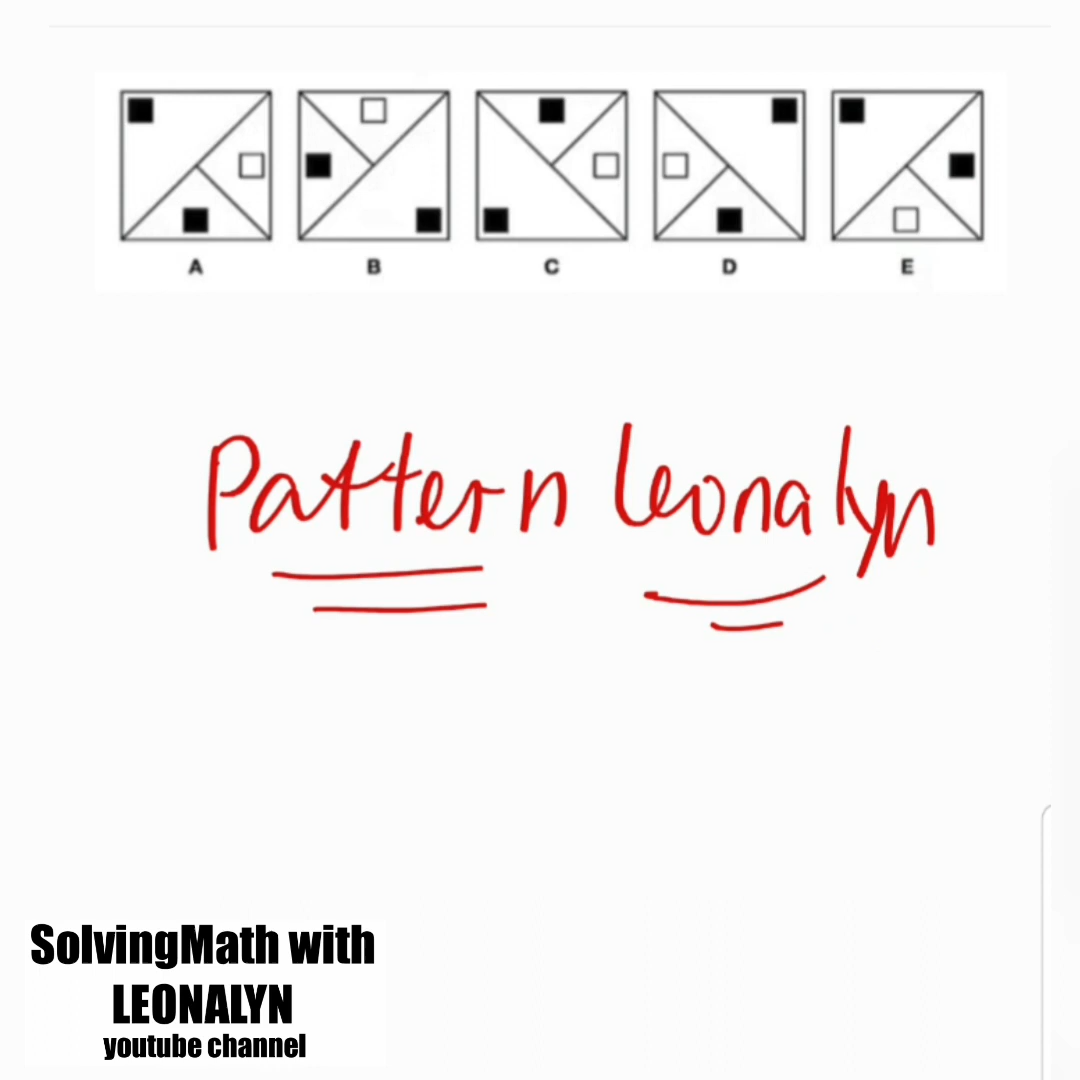 A B C D E
Pattern leonalyn
SolvingMath with
LEONALYN
youtube channel